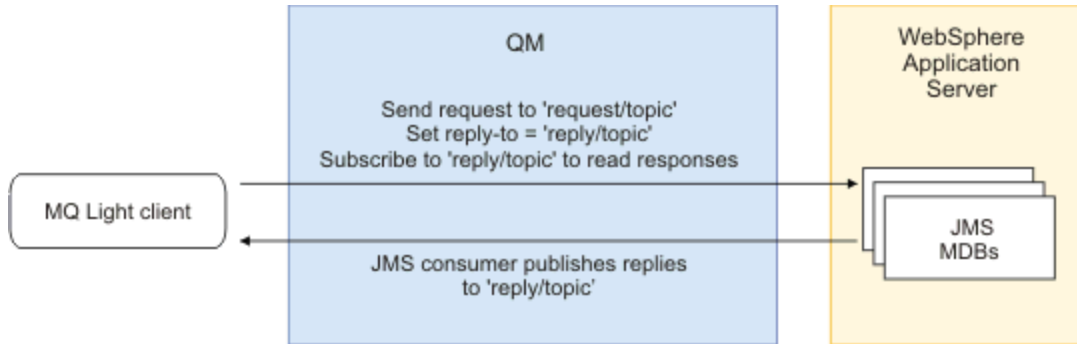 QM
WebSphere
Application
Server
Send request to 'request/topic'
Set reply-to = 'reply/topic'
Subscribe to 'reply/topic' to read responses
MQ Light client
JMS
MDBs
JMS consumer publishes replies
to 'reply/topic’